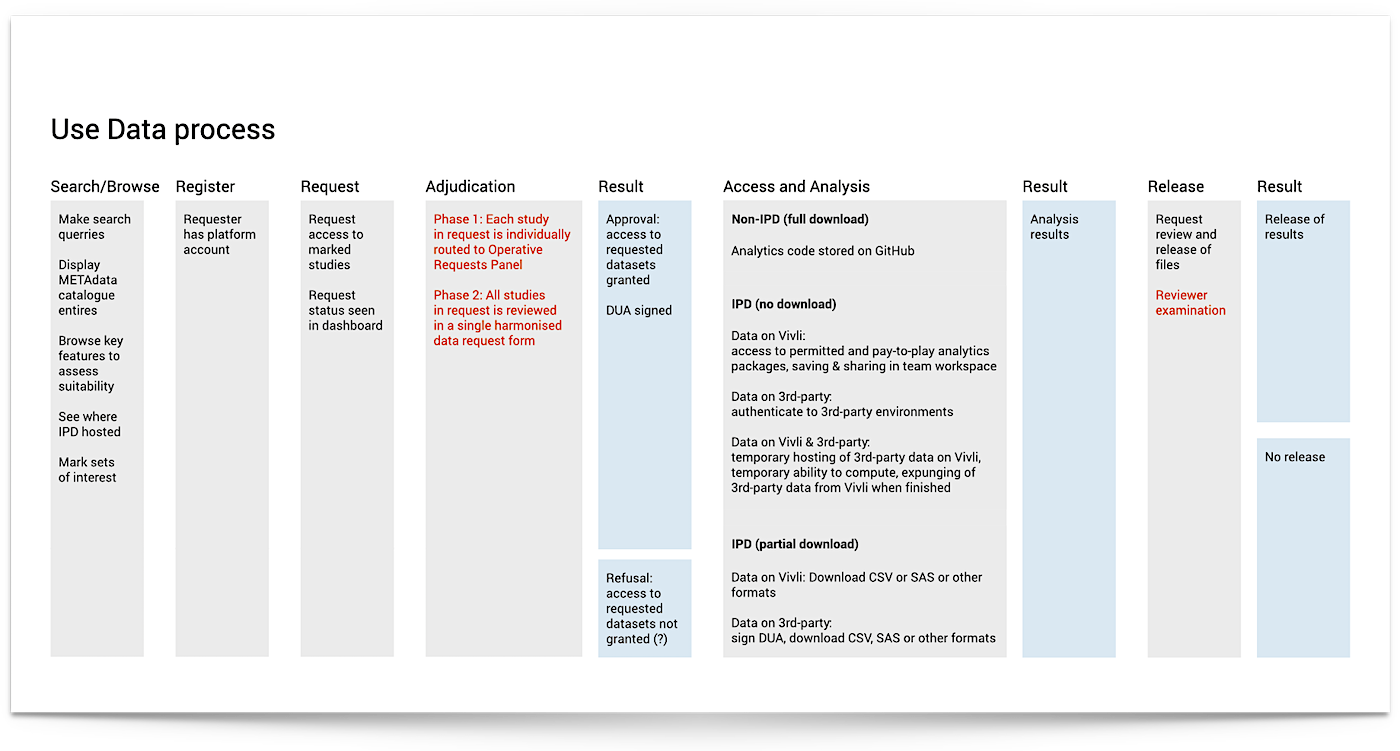 Use Data process
Search/Browse
Make search
querries
Display
METAdata
catalogue
entires
Browse key
features to
assess
suitability
See where
IPD hosted
Mark sets
of interest
Register
Requester
has platform
account
Request
Request
access to
marked
studies
Request
status seen
in dashboard
Adjudication
Phase 1: Each study
in request is individually
routed to Operative
Requests Panel
Phase 2: All studies
in request is reviewed
in a single harmonised
data request form
Result
Approval:
access to
requested
datasets
granted
DUA signed
Refusal:
access to
requested
datasets not
granted (?)
Access and Analysis
Non-IPD (full download)
Analytics code stored on GitHub
IPD (no download)
Data on Vivli:
access to permitted and pay-to-play analytics
packages, saving & sharing in team workspace
Data on 3rd-party:
authenticate to 3rd-party environments
Data on Vivli & 3rd-party:
temporary hosting of 3rd-party data on Vivli,
temporary ability to compute, expunging of
3rd-party data from Vivli when finished
IPD (partial download)
Data on Vivli: Download CSV or SAS or other
formats
Data on 3rd-party:
sign DUA, download CSV, SAS or other formats
Result
Analysis
results
Release
Request
review and
release of
files
Reviewer
examination
Result
Release of
results
No release